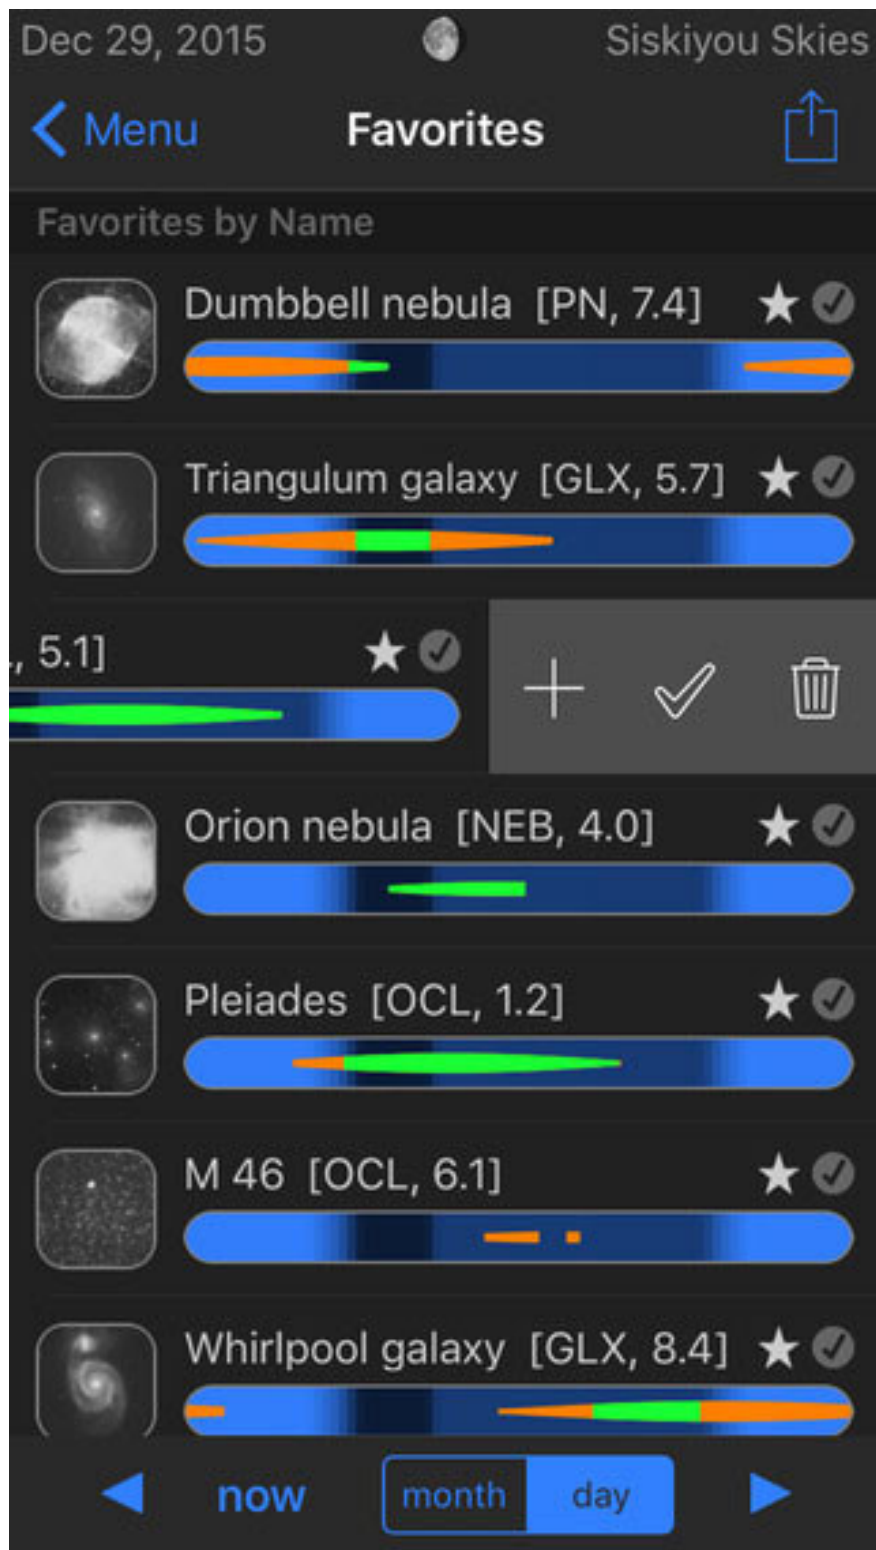 Dec 29, 2015 Siskiyou Skies
Menu Favorites
Favorites by Name
Dumbbell nebula [PN, 7.4]
Triangulum galaxy [GLX, 5.7]
, 5.1]
Orion nebula [NEB, 4.0]
Pleiades [OCL, 1.2]
M 46 [OCL, 6.1]
Whirlpool galaxy [GLX, 8.4]
now month day